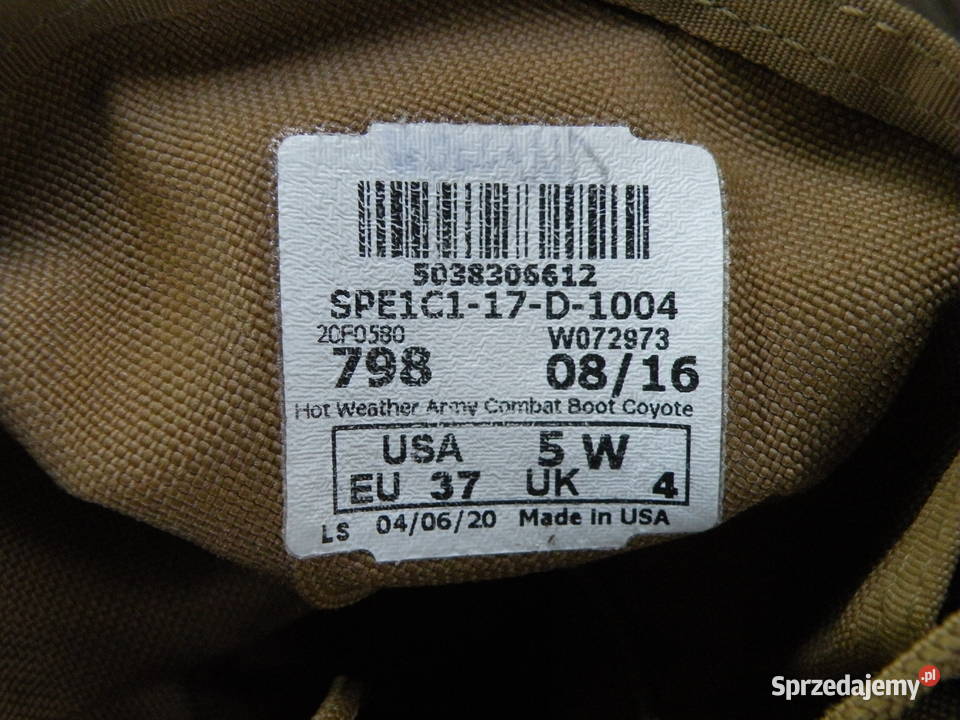 5038306612
SPE1C1-17-D-1004
20F0580 W072973
798 08/16
Hot Weather Army Combat Boot Coyote
USA 5 W
EU 37 UK 4
LS 04/06/20 Made in USA
Sprzedajemy.pl